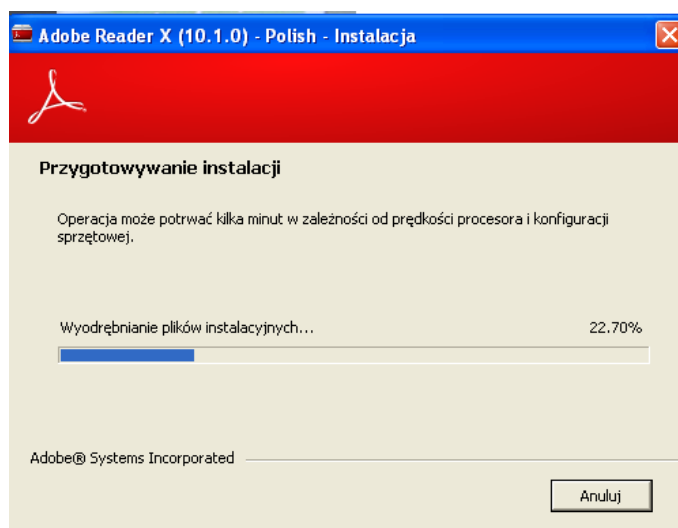 Adobe Reader X (10.1.0) - Polish - Instalacja
Przygotowywanie instalacji
Operacja może potrwać kilka minut w zależności od prędkości procesora i konfiguracji
sprzętowej.
Wyodrębnianie plików instalacyjnych... 22.70%
Adobe® Systems Incorporated
Anuluj